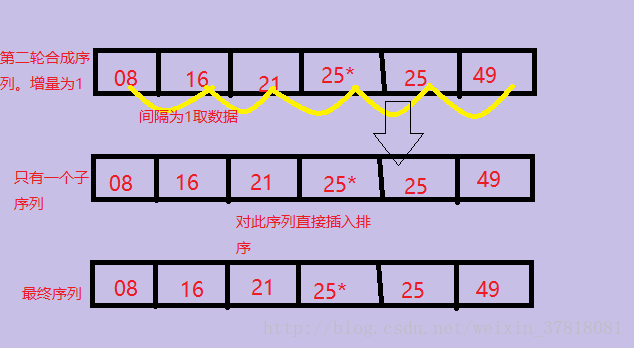 第二轮合成序
列。增量为1
08 16 21 25* 25 49
间隔为1取数据
只有一个子
序列
08 16 21 25* 25 49
对此序列直接插入排
序
最终序列
08 16 21 25* 25 49
http://blog.csdn.net/weixin_37818081